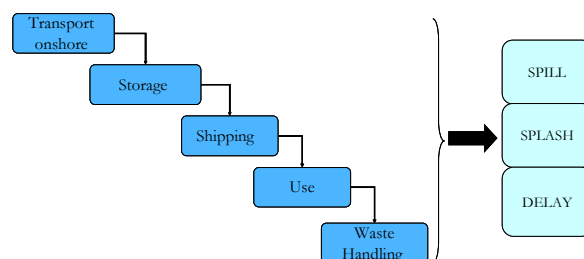 Transport
onshore
Storage
Shipping
Use
Waste
Handling
SPILL
SPLASH
DELAY